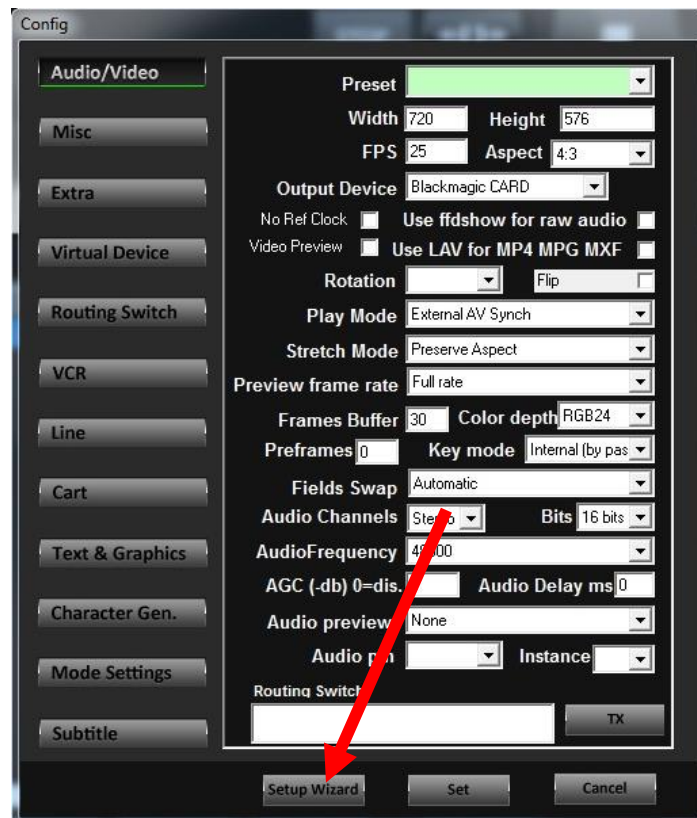 Config
Audio/Video
Misc
Extra
Virtual Device
Routing Switch
VCR
Line
Cart
Text & Graphics
Character Gen.
Mode Settings
Subtitle
Preset
Width 720 Height 576
FPS 25 Aspect 4:3
Output Device Blackmagic CARD
No Ref Clock Use ffdshow for raw audio
Video Preview Use LAV for MP4 MPG MXF
Rotation Flip
Play Mode External AV Synch
Stretch Mode Preserve Aspect
Preview frame rate Full rate
Frames Buffer 30 Color depth RGB24
Preframes 0 Key mode Internal (by pas
Fields Swap Automatic
Audio Channels Bits 16 bits
AudioFrequency
AGC (-db) 0=dis. Audio Delay ms 0
Audio preview None
Audio Instance
Routing Switch
TX
Setup Wizard Set Cancel